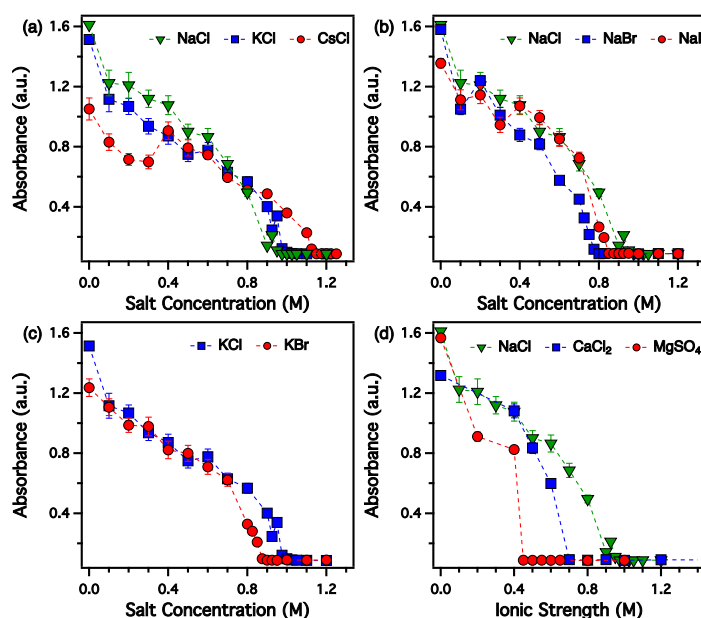 (a) NaCl KCl CsCl
Absorbance (a.u.)
1.6
1.2
0.8
0.4
0.0 0.4 0.8 1.2
Salt Concentration (M)
(b) NaCl NaBr NaI
Absorbance (a.u.)
1.6
1.2
0.8
0.4
0.0 0.4 0.8 1.2
Salt Concentration (M)
(c) KCl KBr
Absorbance (a.u.)
1.6
1.2
0.8
0.4
0.0 0.4 0.8 1.2
Salt Concentration (M)
(d) NaCl CaCl₂ MgSO₄
Absorbance (a.u.)
1.6
1.2
0.8
0.4
0.0 0.4 0.8 1.2
Ionic Strength (M)